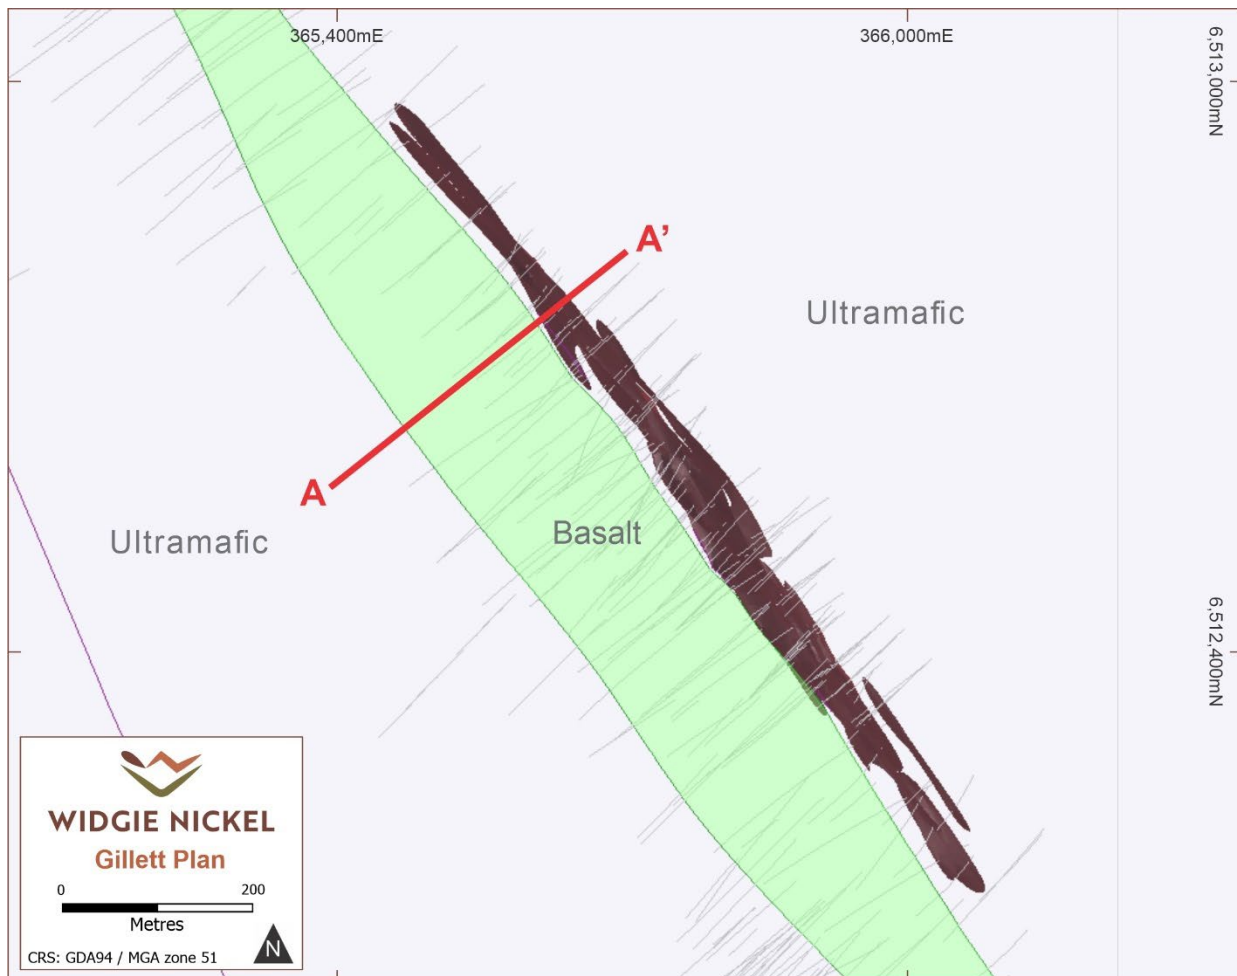 365,400mE
366,000mE
6,513,000mN
A’
Ultramafic
A
Basalt
Ultramafic
6,512,400mN
WIDGIE NICKEL
Gillett Plan
0 200
Metres
CRS: GDA94 / MGA zone 51
N